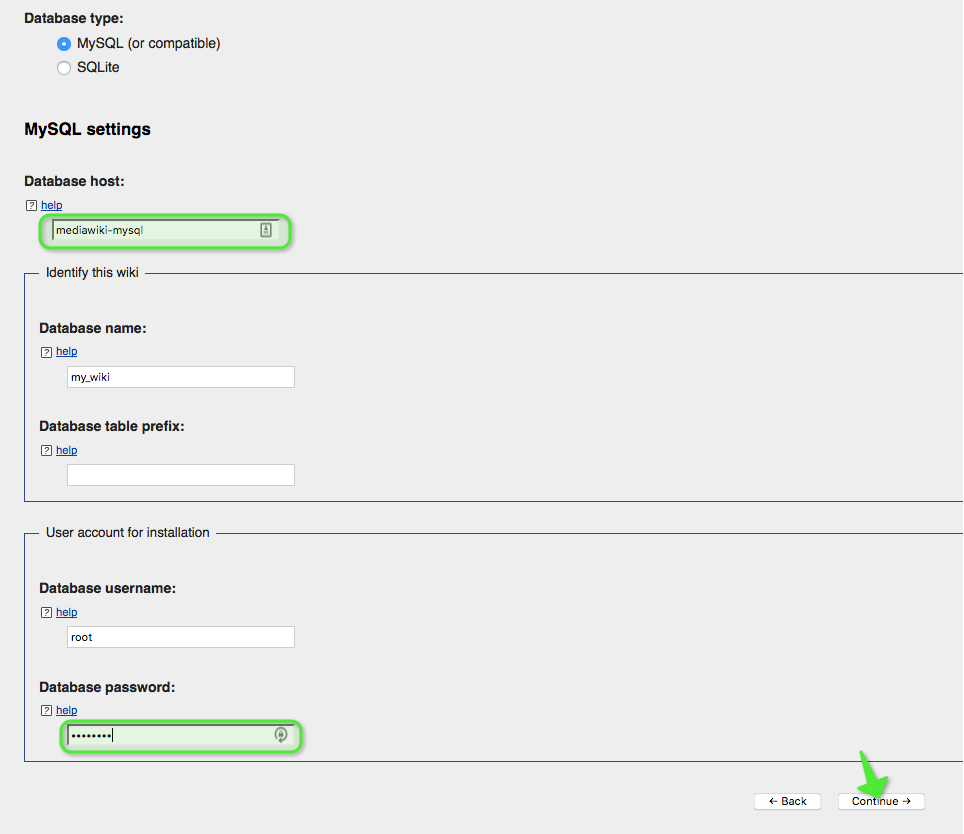 Database type:
MySQL (or compatible)
SQLite
MySQL settings
Database host:
? help
mediawiki-mysql
Identify this wiki
Database name:
? help
my_wiki
Database table prefix:
? help
User account for installation
Database username:
? help
root
Database password:
? help
••••••••
← Back
Continue →